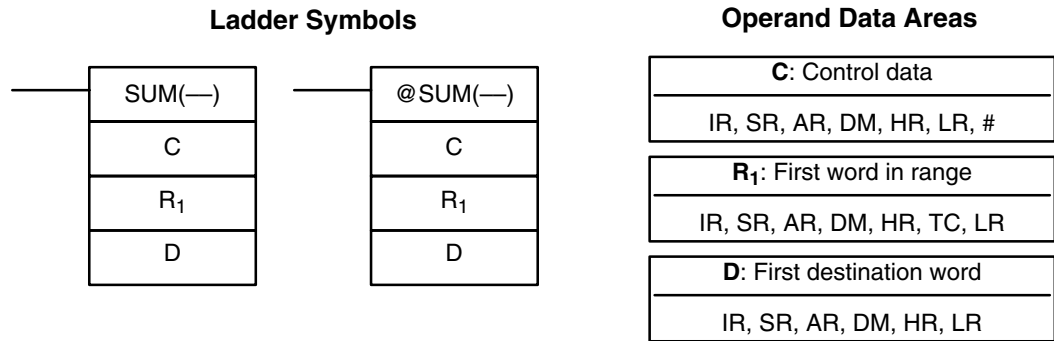 Ladder Symbols
SUM(—)
C
R1
D
@SUM(—)
C
R1
D
Operand Data Areas
C: Control data
IR, SR, AR, DM, HR, LR, #
R1: First word in range
IR, SR, AR, DM, HR, TC, LR
D: First destination word
IR, SR, AR, DM, HR, LR